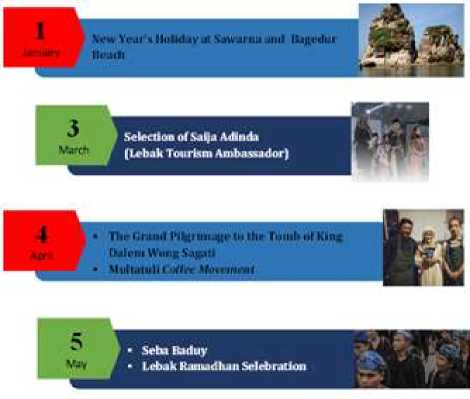 1
January
New Year's Holiday at Sawarna and Bagedur
Beach
3
March
Selection of Saija Adinda
(Lebak Tourism Ambassador)
4
April
• The Grand Pilgrimage to the Tomb of King
Dalem Wong Sagati
• Multatuli Coffee Movement
5
May
• Seba Baduy
• Lebak Ramadhan Selebration